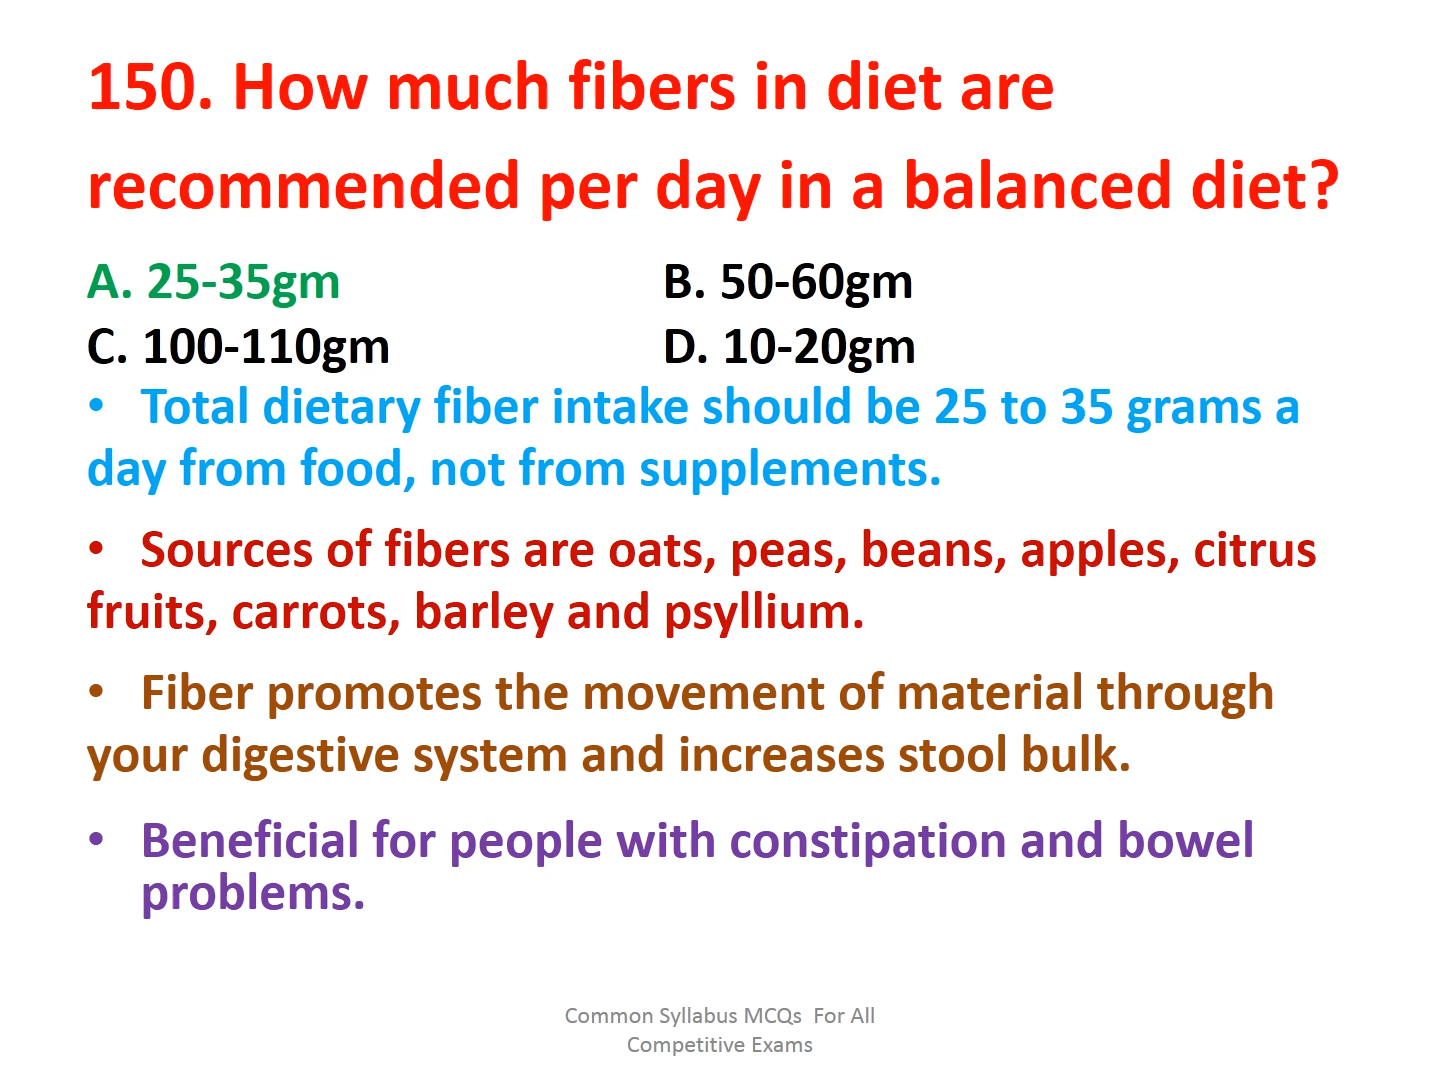 150. How much fibers in diet are
recommended per day in a balanced diet?
A. 25-35gm B. 50-60gm
C. 100-110gm D. 10-20gm
• Total dietary fiber intake should be 25 to 35 grams a
day from food, not from supplements.
• Sources of fibers are oats, peas, beans, apples, citrus
fruits, carrots, barley and psyllium.
• Fiber promotes the movement of material through
your digestive system and increases stool bulk.
• Beneficial for people with constipation and bowel
problems.
Common Syllabus MCQs For All
Competitive Exams